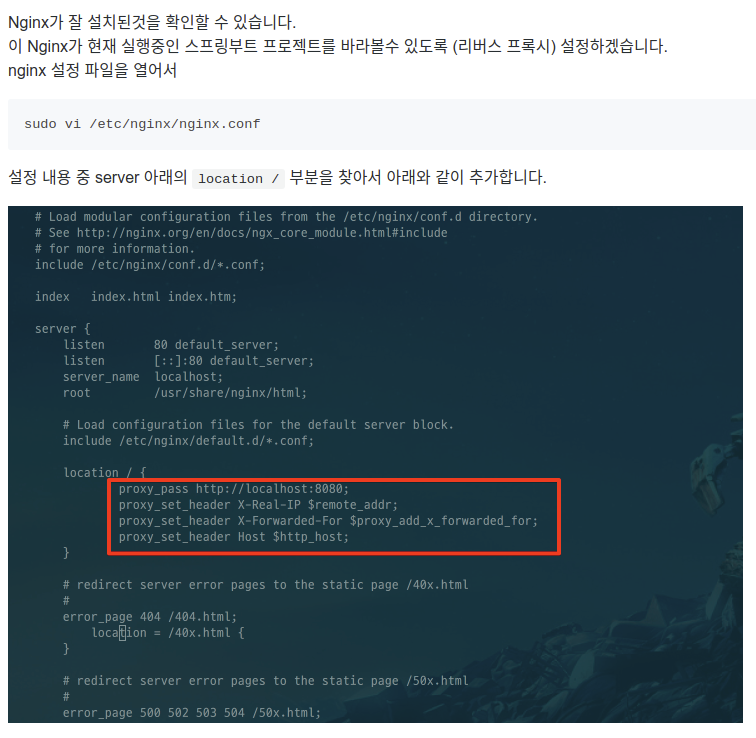 Nginx가 잘 설치된것을 확인할 수 있습니다.
이 Nginx가 현재 실행중인 스프링부트 프로젝트를 바라볼수 있도록 (리버스 프록시) 설정하겠습니다.
nginx 설정 파일을 열어서
sudo vi /etc/nginx/nginx.conf
설정 내용 중 server 아래의 location / 부분을 찾아서 아래와 같이 추가합니다.
# Load modular configuration files from the /etc/nginx/conf.d directory.
# See http://nginx.org/en/docs/ngx_core_module.html#include
# for more information.
include /etc/nginx/conf.d/*.conf;
index   index.html index.htm;
server {
listen       80 default_server;
listen       [::]:80 default_server;
server_name  localhost;
root         /usr/share/nginx/html;
# Load configuration files for the default server block.
include /etc/nginx/default.d/*.conf;
location / {
proxy_pass http://localhost:8080;
proxy_set_header X-Real-IP $remote_addr;
proxy_set_header X-Forwarded-For $proxy_add_x_forwarded_for;
proxy_set_header Host $http_host;
}
# redirect server error pages to the static page /40x.html
#
error_page 404 /404.html;
location = /40x.html {
}
# redirect server error pages to the static page /50x.html
#
error_page 500 502 503 504 /50x.html;